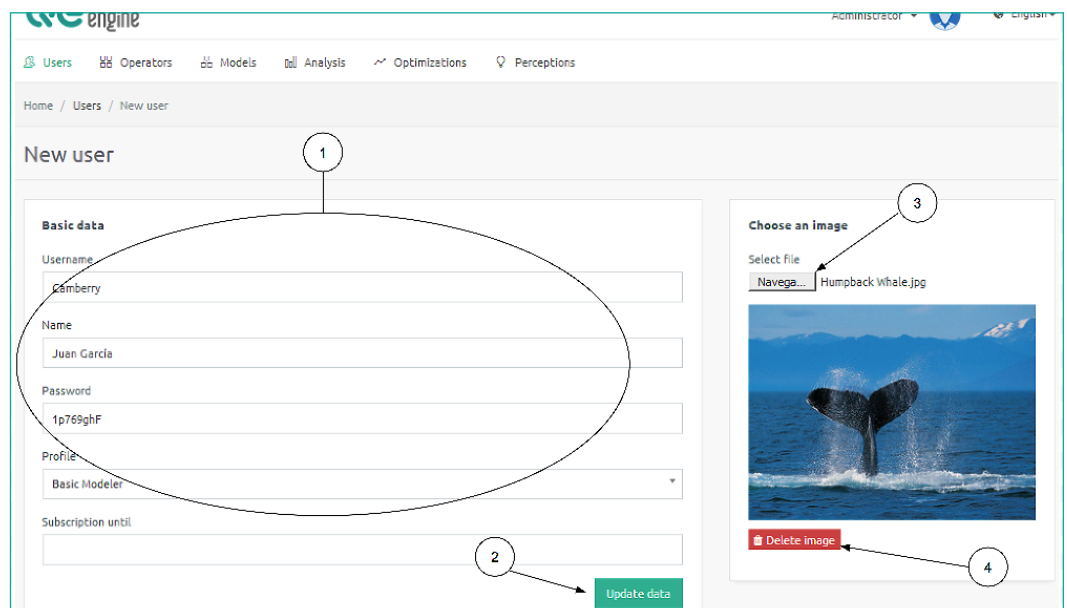 engine
Administrator
English
Users Operators Models Analysis Optimizations Perceptions
Home / Users / New user
New user
1
3
Basic data
Choose an image
Username
Select file
Camberry
Navega... Humpback Whale.jpg
Name
Juan García
Password
1p769ghF
Profile
Basic Modeler
Subscription until
Delete image
2
4
Update data